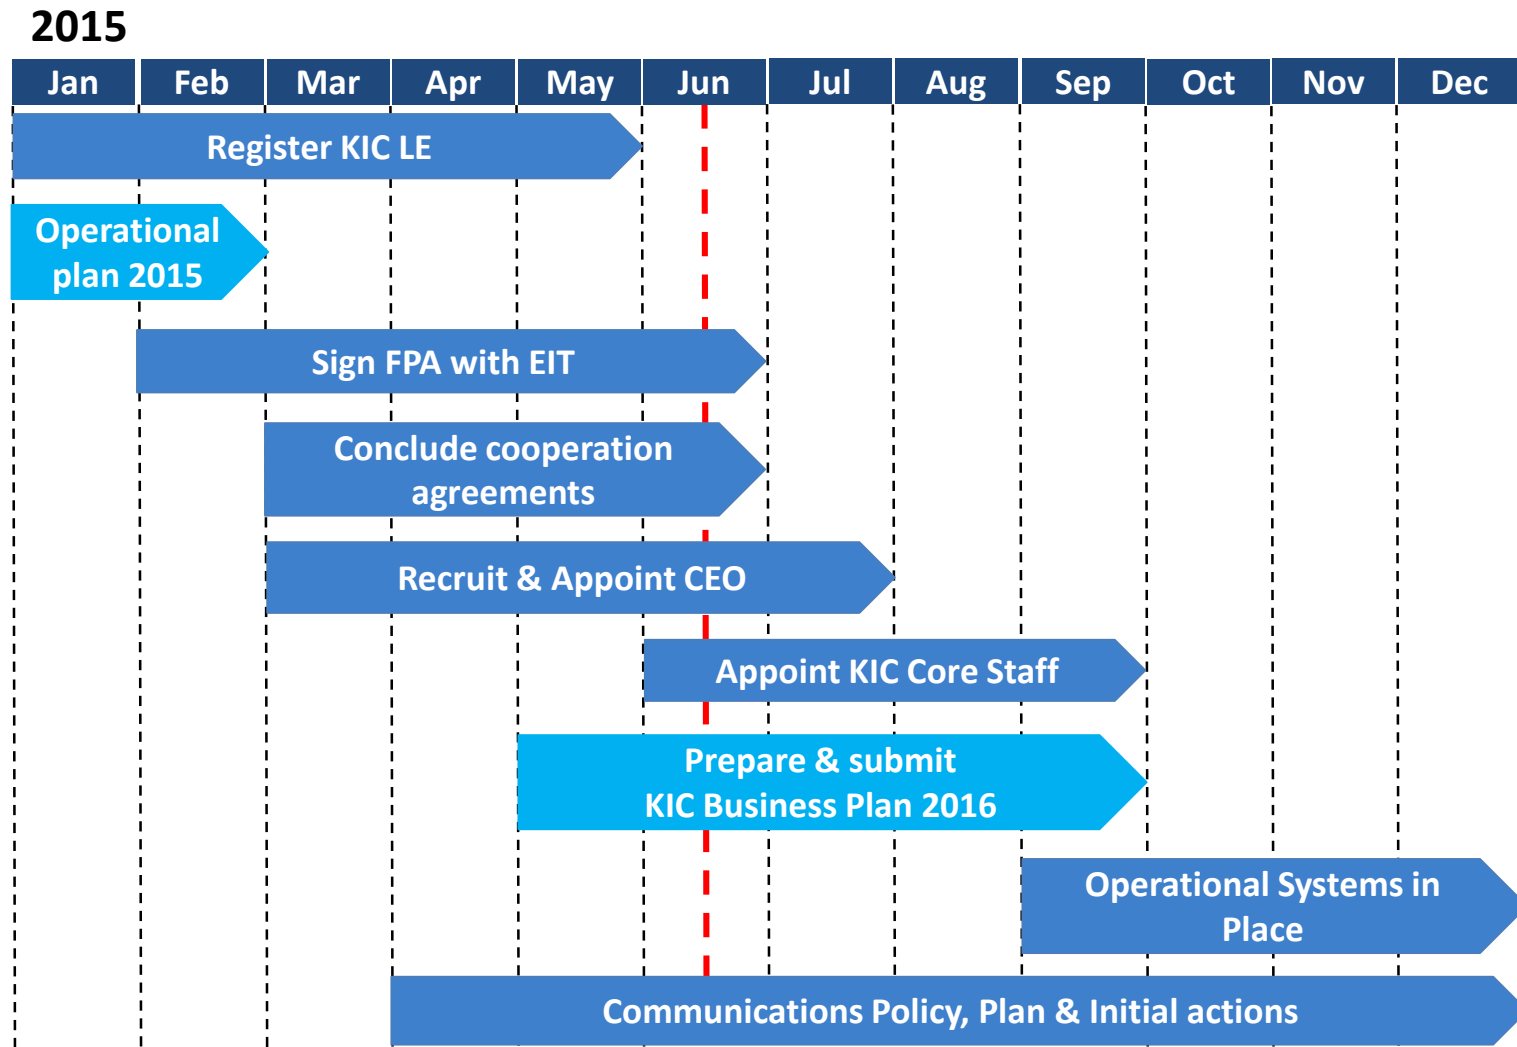 2015
Jan Feb Mar Apr May Jun Jul Aug Sep Oct Nov Dec
Register KIC LE
Operational
plan 2015
Sign FPA with EIT
Conclude cooperation
agreements
Recruit & Appoint CEO
Appoint KIC Core Staff
Prepare & submit
KIC Business Plan 2016
Operational Systems in
Place
Communications Policy, Plan & Initial actions